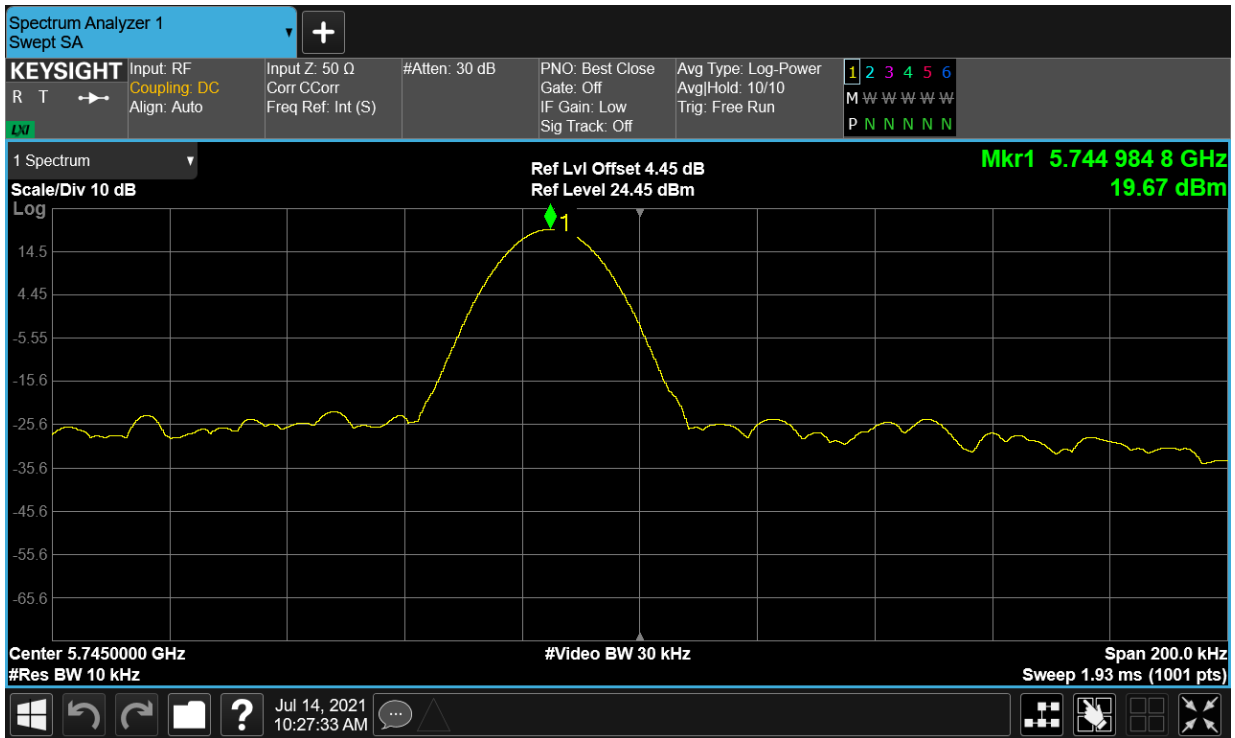 Spectrum Analyzer 1
Swept SA
KEYSIGHT
R T
LXI
Input: RF
Coupling: DC
Align: Auto
Input Z: 50 Ω
Corr CCorr
Freq Ref: Int (S)
#Atten: 30 dB
PNO: Best Close
Gate: Off
IF Gain: Low
Sig Track: Off
Avg Type: Log-Power
Avg|Hold: 10/10
Trig: Free Run
1 2 3 4 5 6
M W W W W W
P N N N N N
1 Spectrum
Scale/Div 10 dB
Log
Ref Lvl Offset 4.45 dB
Ref Level 24.45 dBm
Mkr1 5.744 984 8 GHz
19.67 dBm
1
14.5
4.45
-5.55
-15.6
-25.6
-35.6
-45.6
-55.6
-65.6
Center 5.7450000 GHz
#Video BW 30 kHz
Span 200.0 kHz
#Res BW 10 kHz
Sweep 1.93 ms (1001 pts)
?
Jul 14, 2021
10:27:33 AM